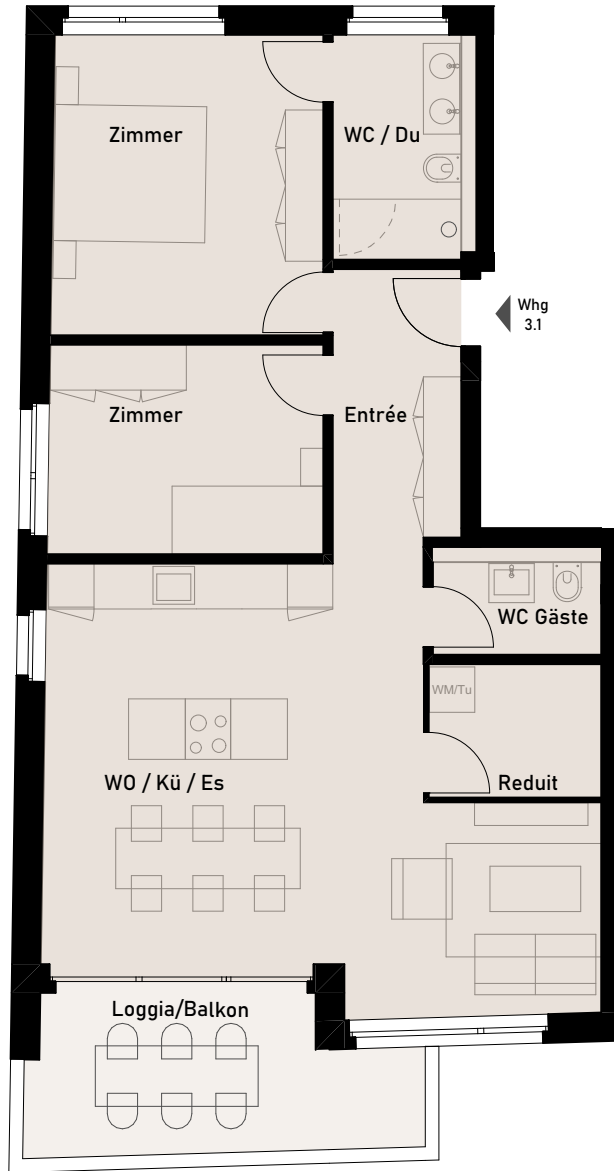 Zimmer
WC / Du
Whg
3.1
Zimmer
Entrée
WC Gäste
WM/Tu
WO / Kü / Es
Reduit
Loggia/Balkon